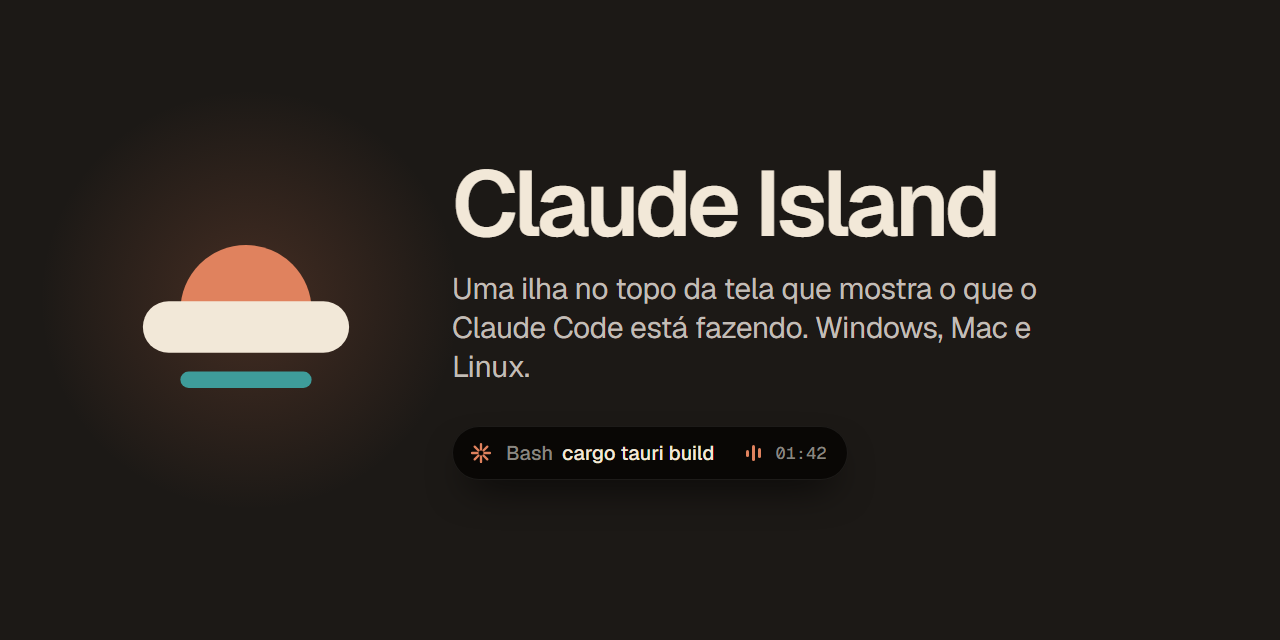 Claude Island
Uma ilha no topo da tela que mostra o que o
Claude Code está fazendo. Windows, Mac e
Linux.
Bash cargo tauri build 01:42